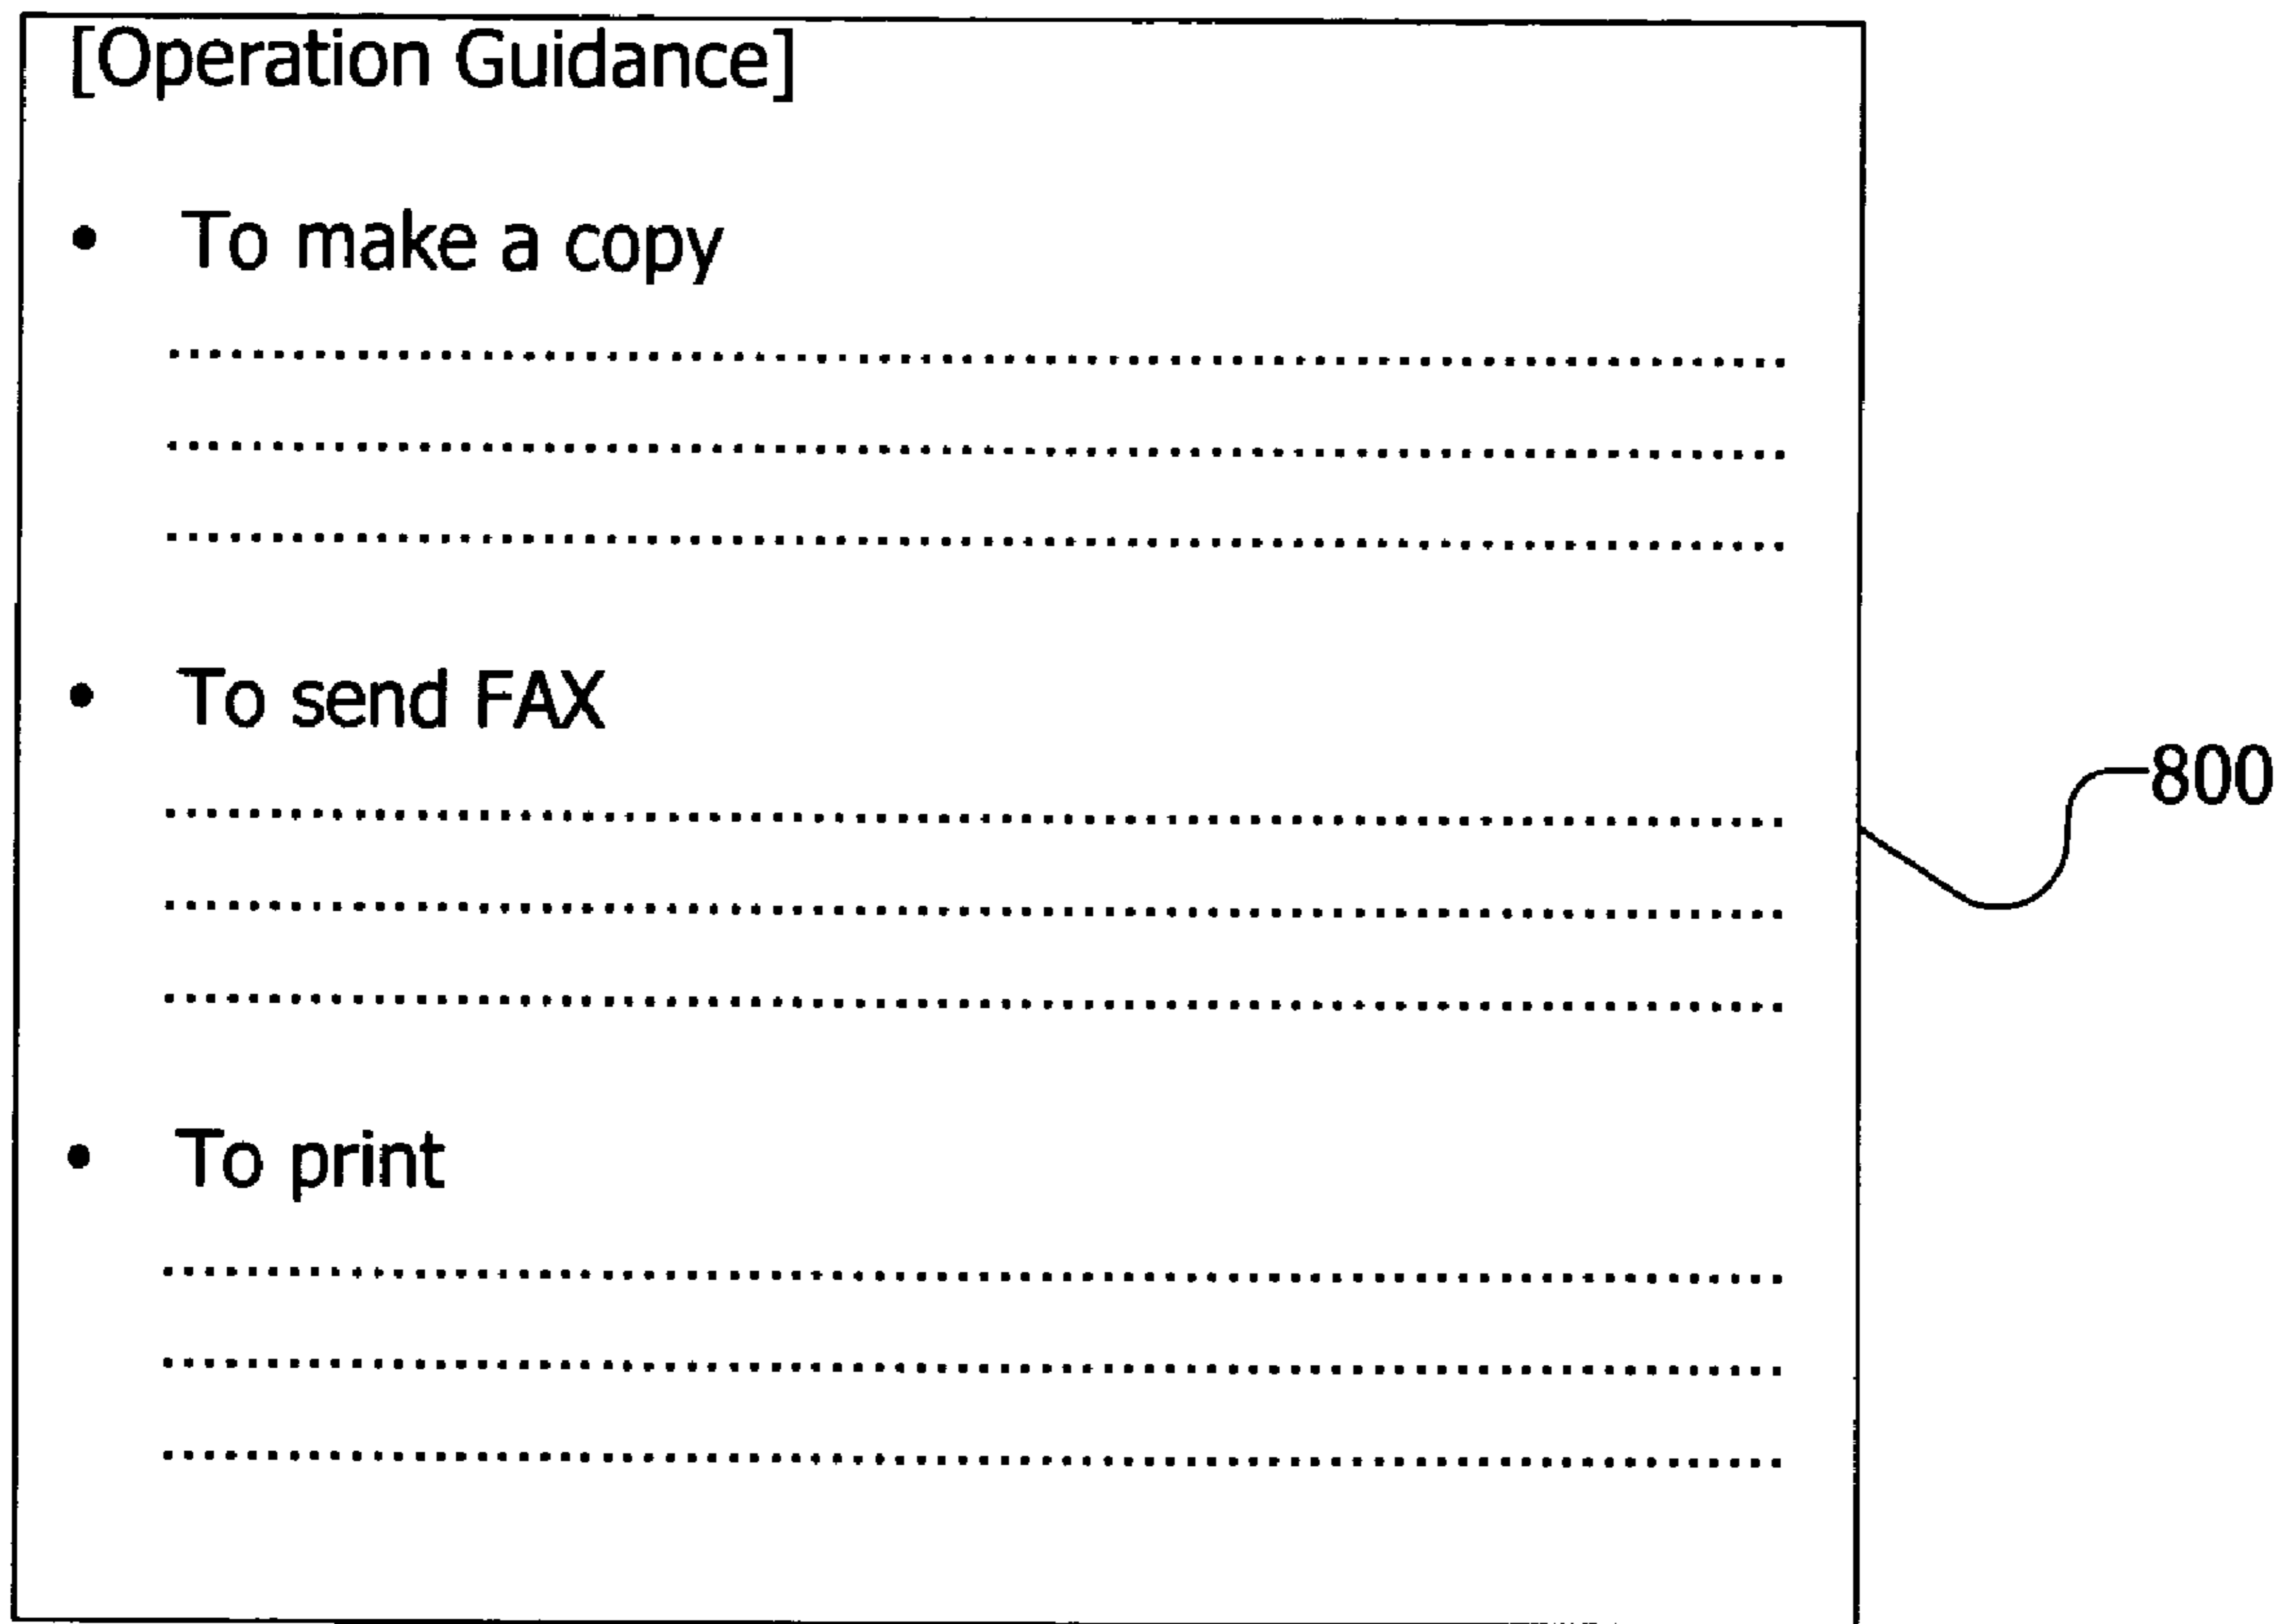 [Operation Guidance]
• To make a copy
• To send FAX
800
• To print